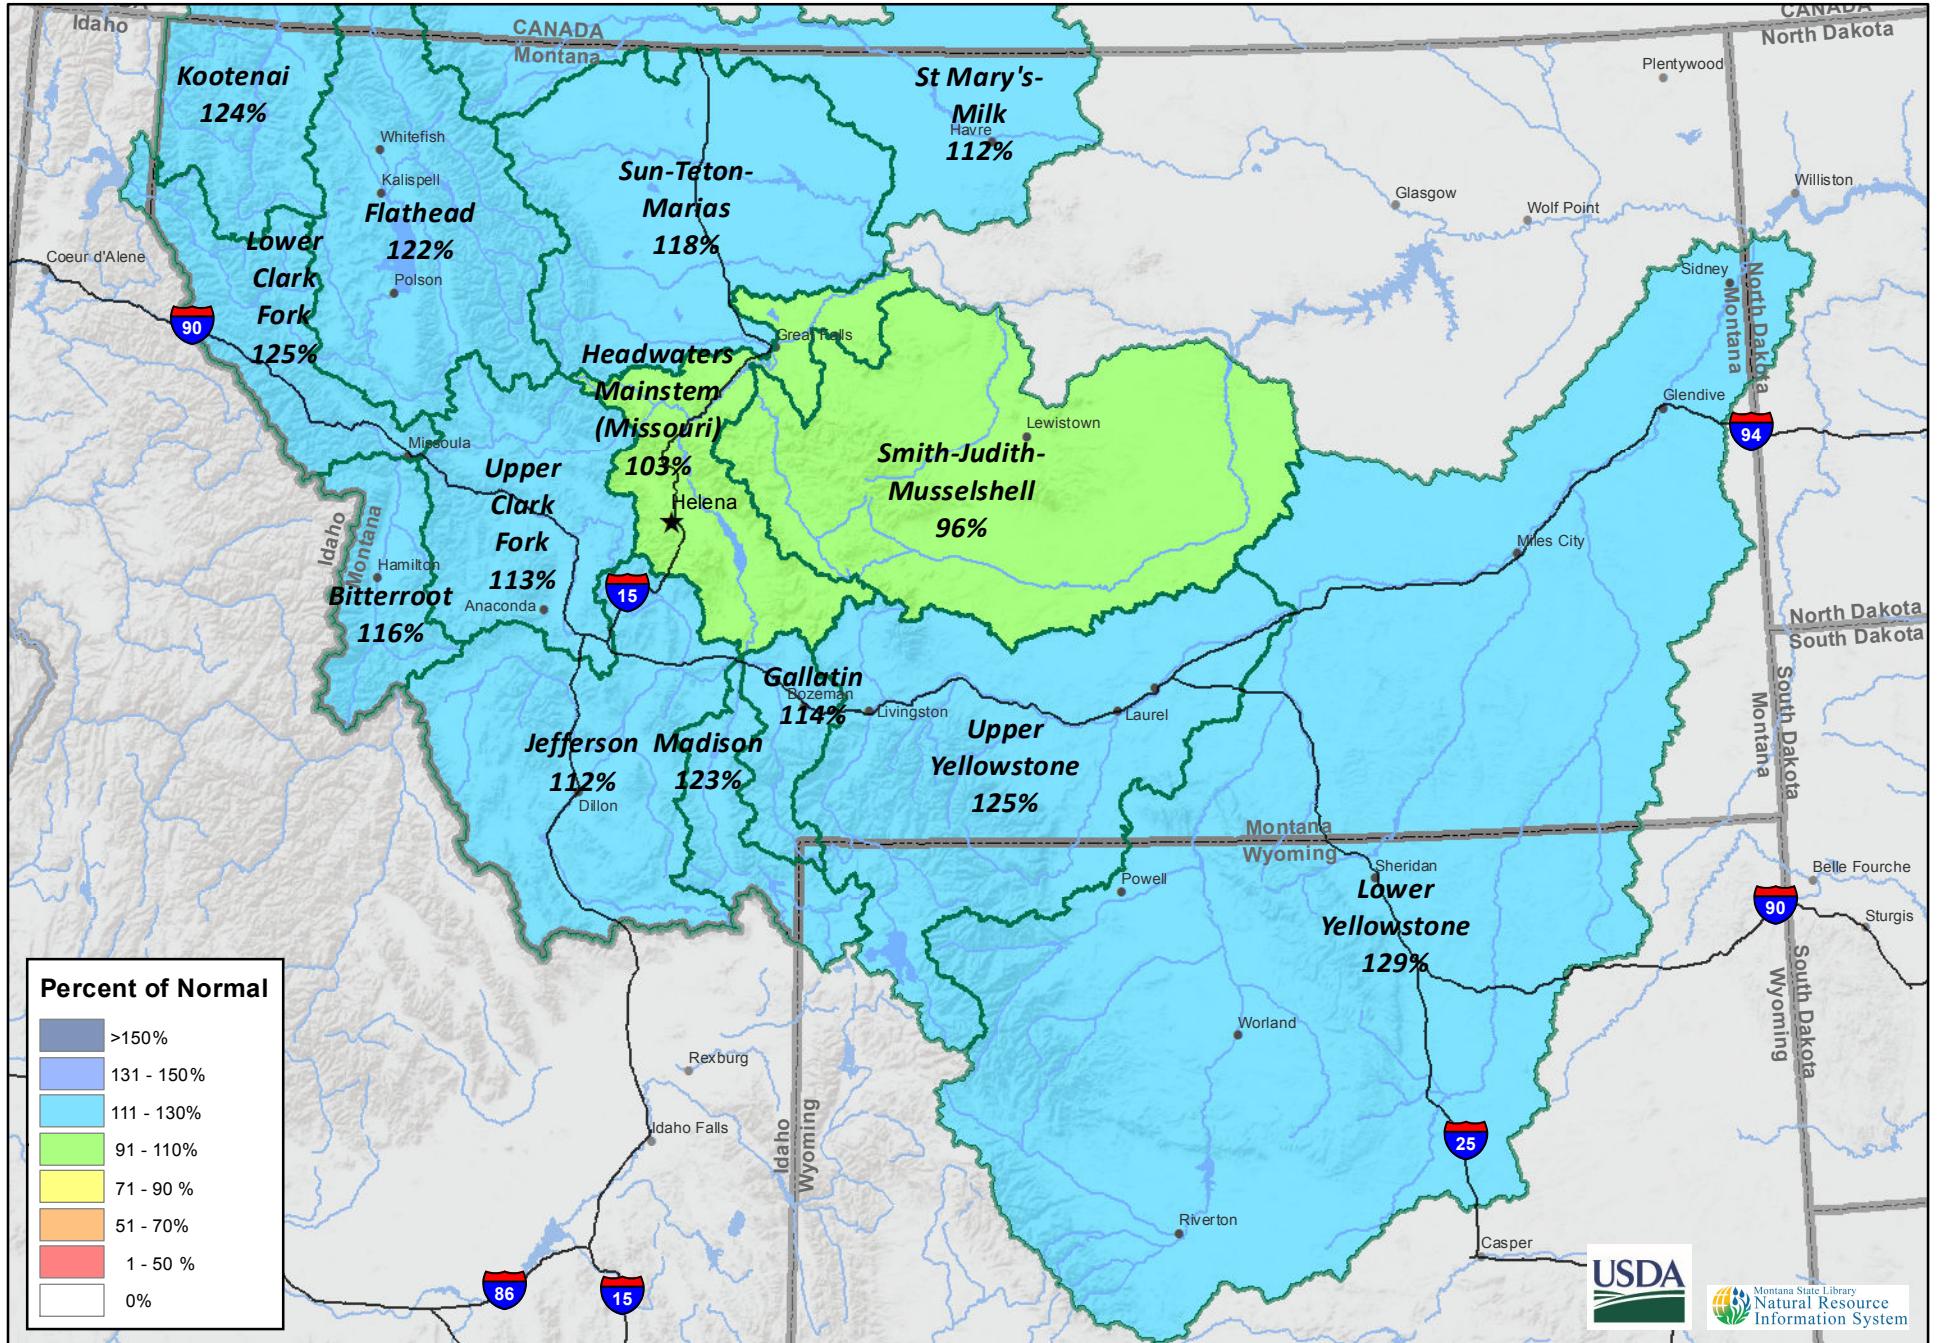 CANADA
Idaho
CANADA
Montana
CANADA
North Dakota
Kootenai
124%
Whitefish
Kalispell
Flathead
122%
Polson
Sun-Teton-
Marias
118%
St Mary's-
Milk
Havre
112%
Plentywood
Glasgow
Wolf Point
Williston
Coeur d'Alene
90
Lower
Clark
Fork
125%
Sidney
North Dakota
Montana
Glendive
94
Great Falls
Headwaters
Mainstem
(Missouri)
103%
Helena
Lewistown
Smith-Judith-
Musselshell
96%
Missoula
Upper
Clark
Fork
113%
Anaconda
Idaho
Montana
Hamilton
Bitterroot
116%
15
Miles City
North Dakota
South Dakota
Gallatin
Bozeman
114%
Livingston
Laurel
Upper
Yellowstone
125%
Jefferson
112%
Dillon
Madison
123%
South Dakota
Montana
Montana
Wyoming
Powell
Sheridan
Lower
Yellowstone
129%
Belle Fourche
90
Sturgis
South Dakota
Wyoming
Worland
Rexburg
Idaho Falls
Idaho
Wyoming
25
Riverton
Casper
86
15
Percent of Normal
>150%
131 - 150%
111 - 130%
91 - 110%
71 - 90 %
51 - 70%
1 - 50 %
0%
USDA
Montana State Library
Natural Resource
Information System